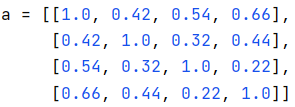 a = [[1.0, 0.42, 0.54, 0.66],
[0.42, 1.0, 0.32, 0.44],
[0.54, 0.32, 1.0, 0.22],
[0.66, 0.44, 0.22, 1.0]]